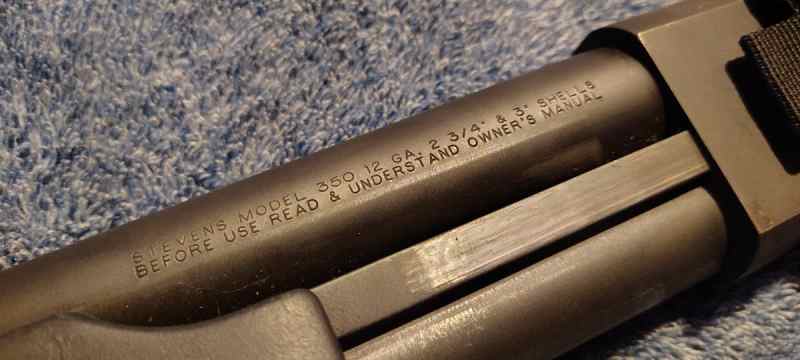 STEVENS MODEL 350 12 GA. 2 3/4" & 3" SHELLS
BEFORE USE READ & UNDERSTAND OWNER'S MANUAL